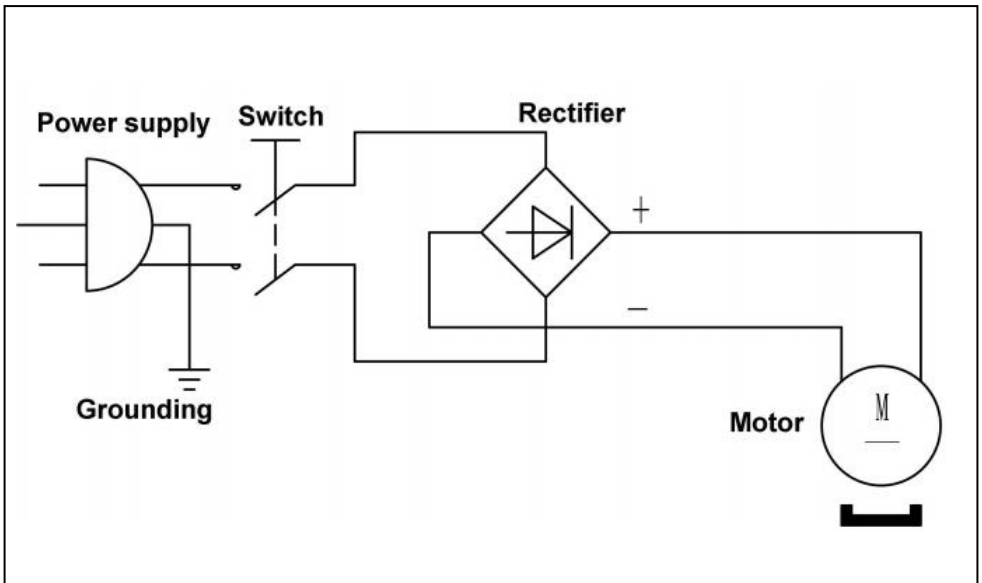 Power supply
Switch
Rectifier
+
−
Grounding
Motor
M